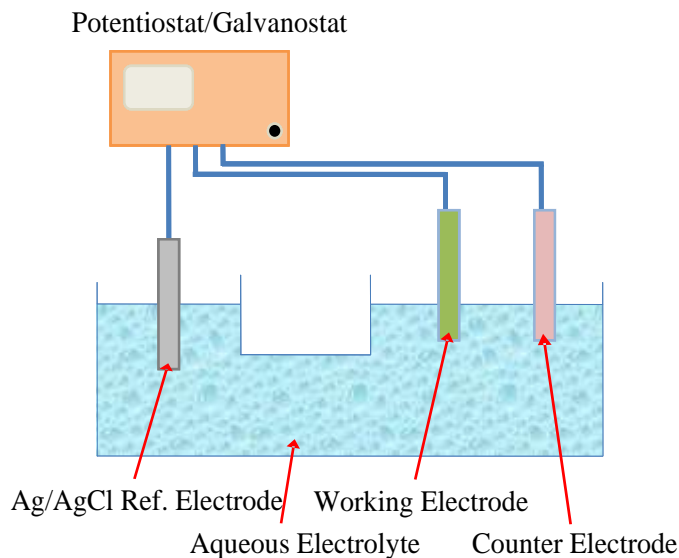 Potentiostat/Galvanostat
Ag/AgCl Ref. Electrode
Working Electrode
Aqueous Electrolyte
Counter Electrode